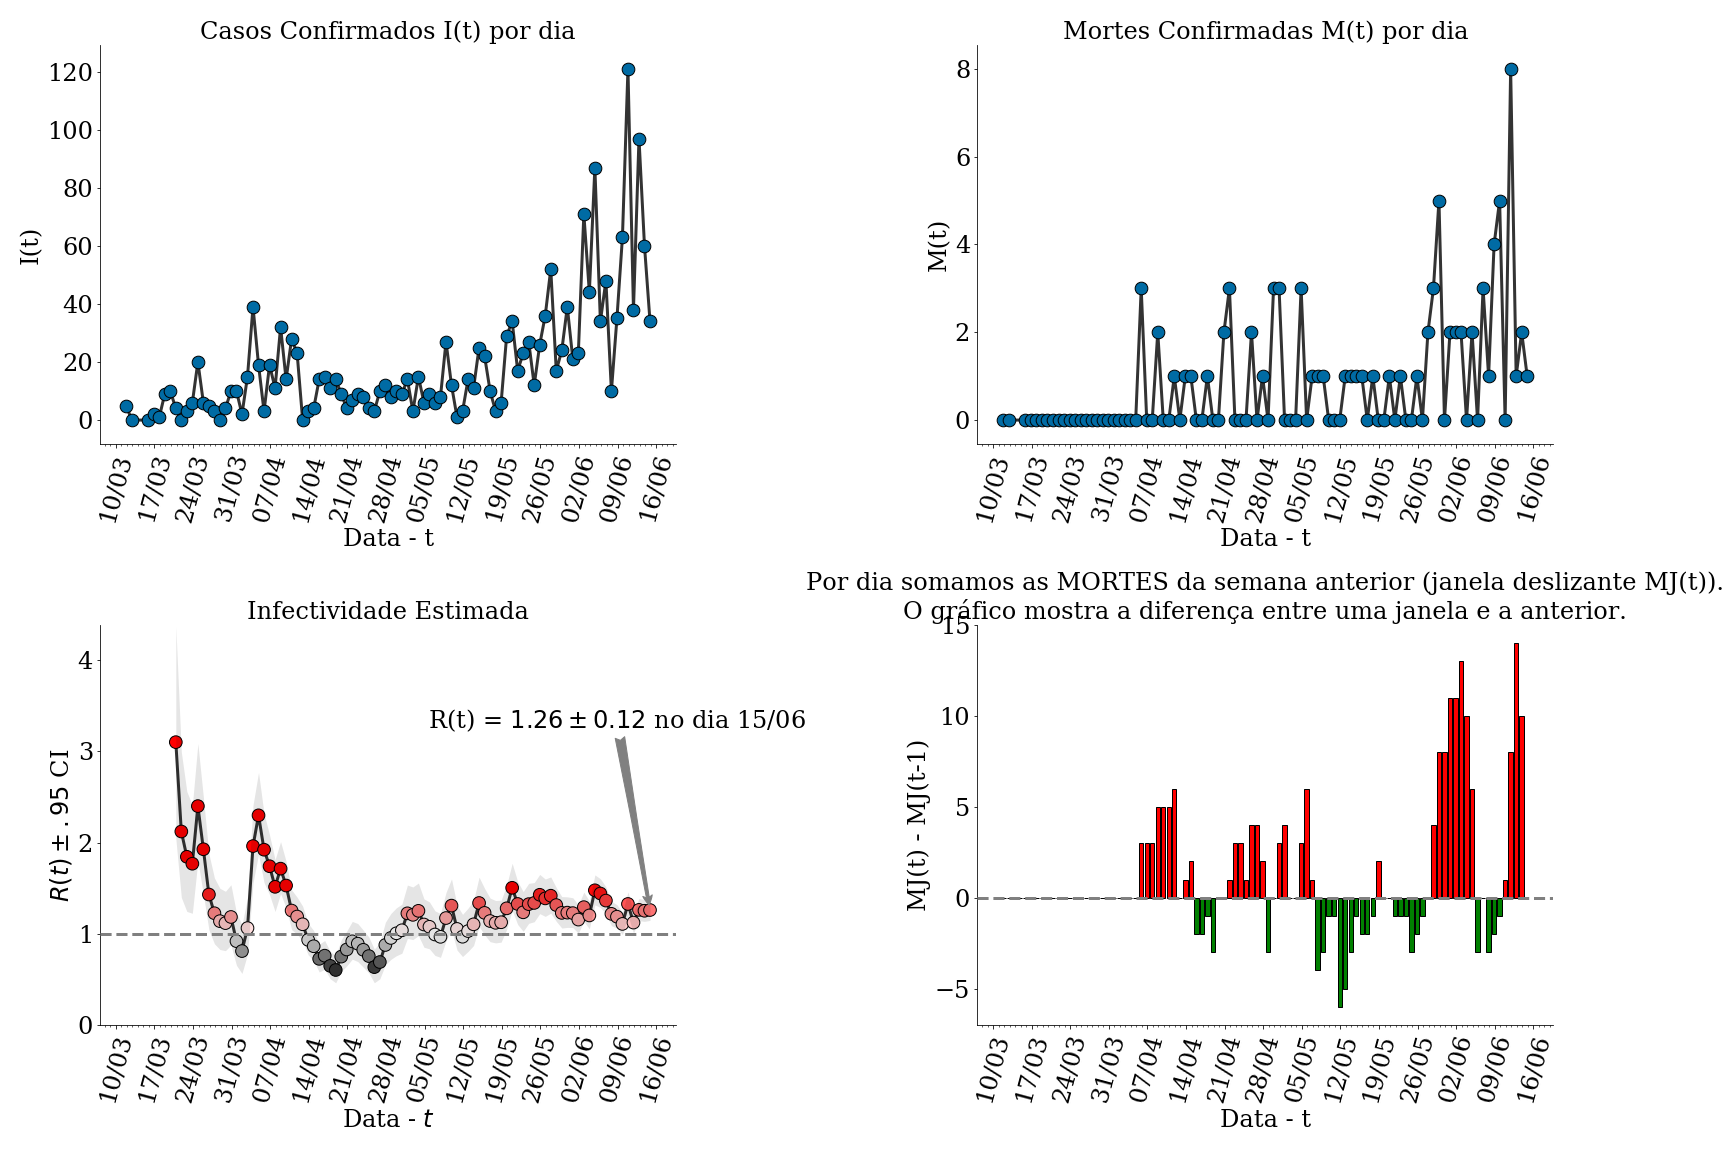 Casos Confirmados I(t) por dia
I(t)
120
100
80
60
40
20
0
10/03 17/03 24/03 31/03 07/04 14/04 21/04 28/04 05/05 12/05 19/05 26/05 02/06 09/06 16/06
Data - t
Mortes Confirmadas M(t) por dia
M(t)
8
6
4
2
0
10/03 17/03 24/03 31/03 07/04 14/04 21/04 28/04 05/05 12/05 19/05 26/05 02/06 09/06 16/06
Data - t
Infectividade Estimada
R(t) ± .95 CI
4
3
2
1
0
R(t) = 1.26 ± 0.12 no dia 15/06
10/03 17/03 24/03 31/03 07/04 14/04 21/04 28/04 05/05 12/05 19/05 26/05 02/06 09/06 16/06
Data - t
Por dia somamos as MORTES da semana anterior (janela deslizante MJ(t)).
O gráfico mostra a diferença entre uma janela e a anterior.
MJ(t) - MJ(t-1)
15
10
5
0
−5
10/03 17/03 24/03 31/03 07/04 14/04 21/04 28/04 05/05 12/05 19/05 26/05 02/06 09/06 16/06
Data - t